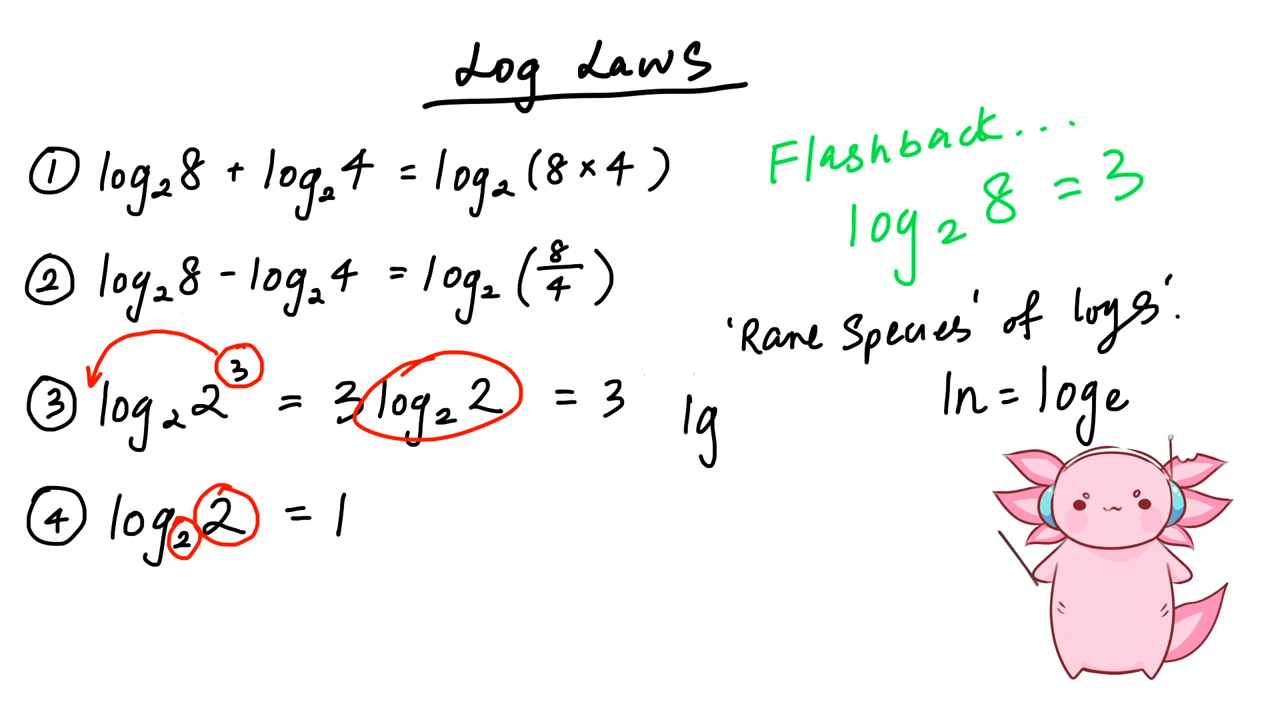 Log Laws
① log₂8 + log₂4 = log₂(8 × 4)
② log₂8 - log₂4 = log₂(8/4)
③ log₂2³ = 3log₂2 = 3
④ log₂2 = 1
Flashback...
log₂8 = 3
'Rare Species' of logs'.
ln = logₑ
lg